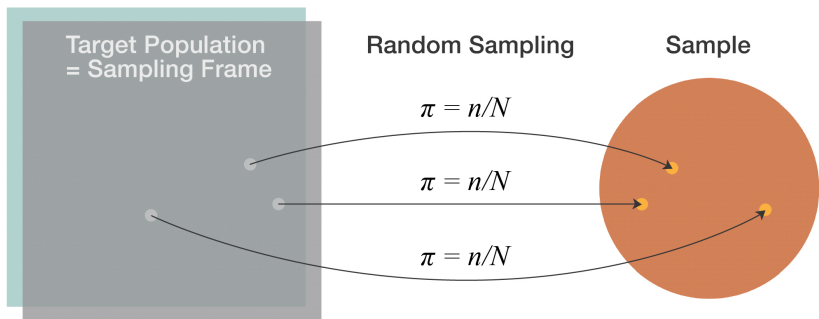 Target Population
= Sampling Frame
Random Sampling
Sample
π = n/N
π = n/N
π = n/N